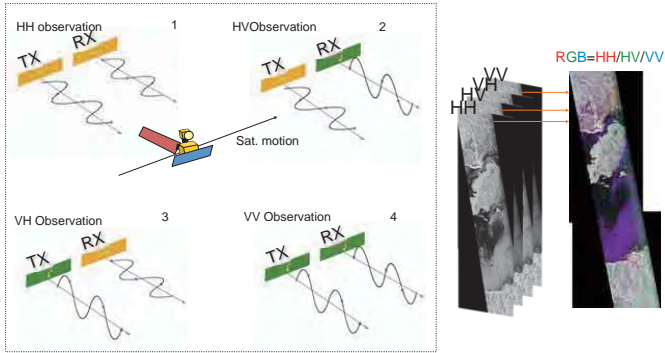 HH observation 1
TX RX
HVObservation 2
TX RX
Sat. motion
VH Observation 3
TX RX
VV Observation 4
TX RX
HH HV VH VV
RGB=HH/HV/VV